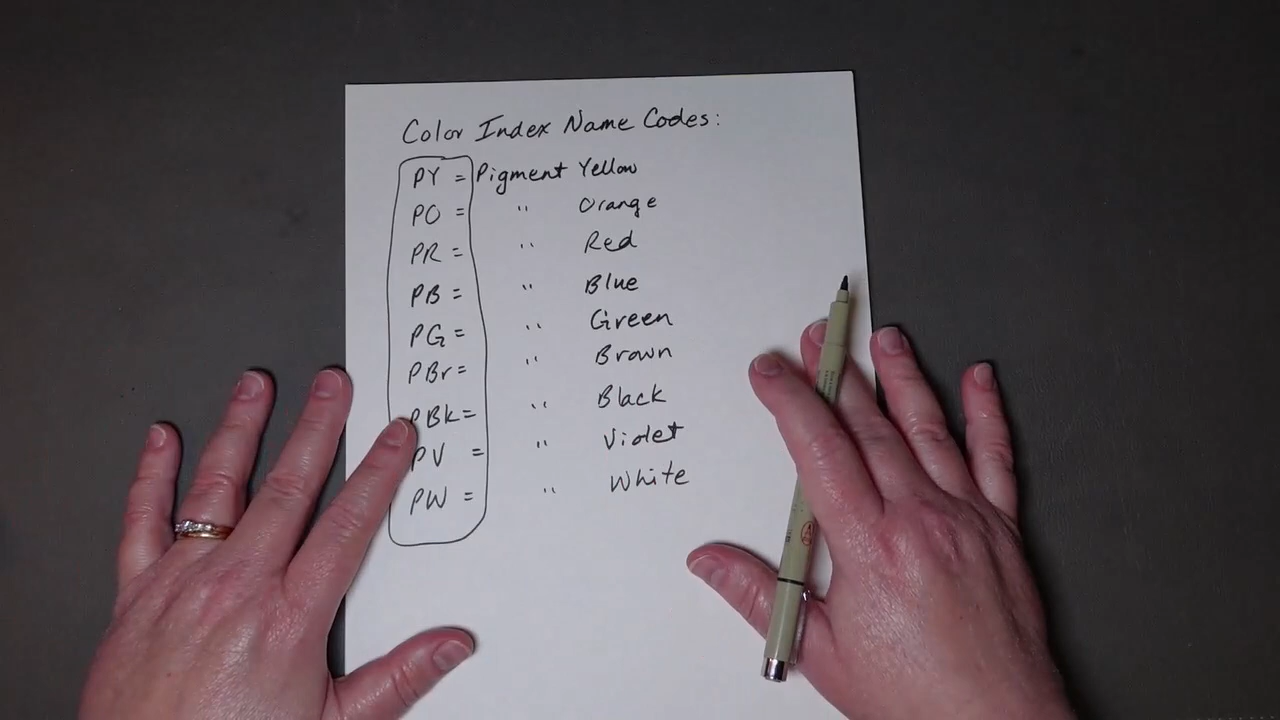 Color Index Name Codes:
PY = Pigment Yellow
PO = " Orange
PR = " Red
PB = " Blue
PG = " Green
PBr = " Brown
PBk = " Black
PV = " Violet
PW = " White